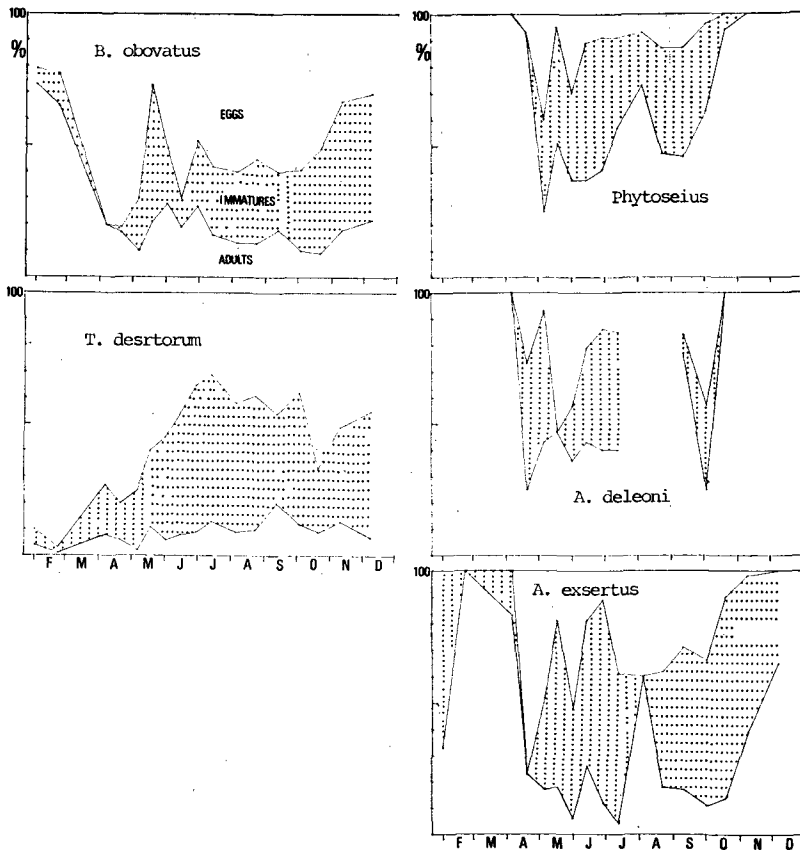 100
%
B. obovatus
EGGS
IMMATURES
ADULTS
100
%
Phytoseius
100
T. desrtorum
F M A M J J A S O N D
100
A. deleoni
100
A. exsertus
F M A M J J A S O N D